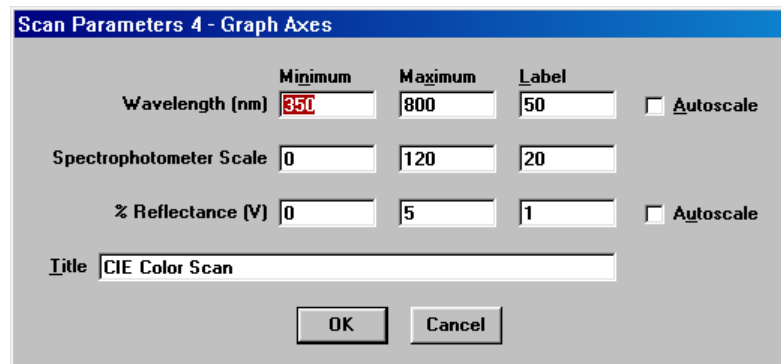 Scan Parameters 4 - Graph Axes
Minimum Maximum Label
Wavelength (nm) 350 800 50 Autoscale
Spectrophotometer Scale 0 120 20
% Reflectance (V) 0 5 1 Autoscale
Title CIE Color Scan
OK Cancel